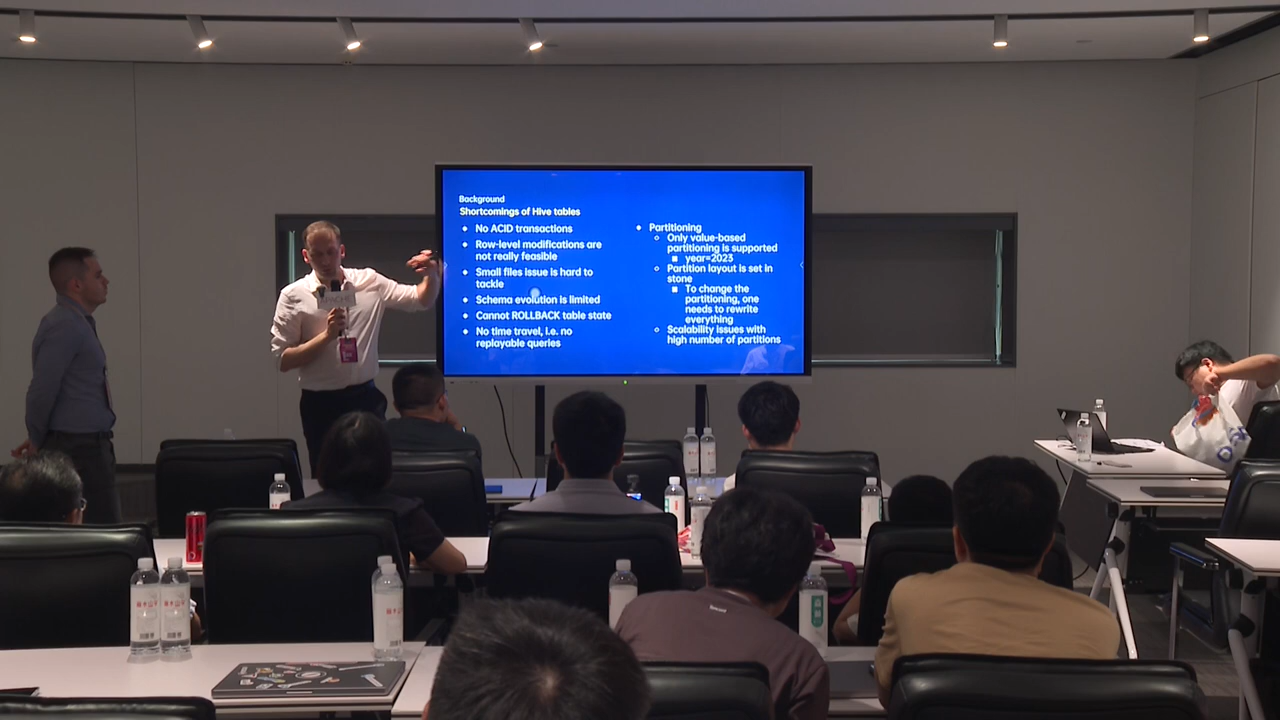 Background
Shortcomings of Hive tables
No ACID transactions
Row-level modifications are
not really feasible
Small files issue is hard to
tackle
Schema evolution is limited
Cannot ROLLBACK table state
No time travel, i.e. no
replayable queries
Partitioning
Only value-based
partitioning is supported
year=2023
Partition layout is set in
stone
To change the
partitioning, one
needs to rewrite
everything
Scalability issues with
high number of partitions